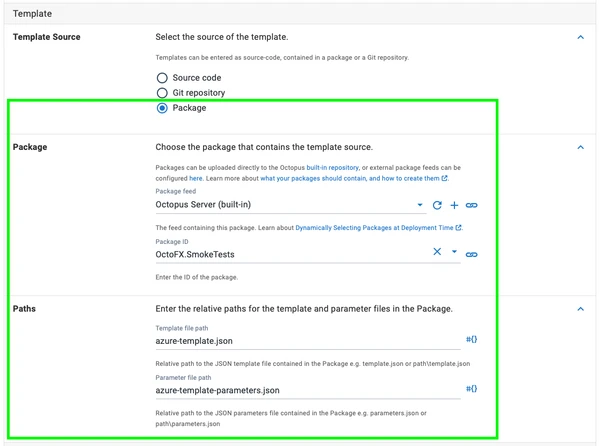 Template
Template Source
Select the source of the template.
Templates can be entered as source-code, contained in a package or a Git repository.
Source code
Git repository
Package
Package
Choose the package that contains the template source.
Packages can be uploaded directly to the Octopus built-in repository, or external package feeds can be
configured here. Learn more about what your packages should contain, and how to create them.
Package feed
Octopus Server (built-in)
The feed containing this package. Learn about Dynamically Selecting Packages at Deployment Time.
Package ID
OctoFX.SmokeTests
Enter the ID of the package.
Paths
Enter the relative paths for the template and parameter files in the Package.
Template file path
azure-template.json
#{}
Relative path to the JSON template file contained in the Package e.g. template.json or path\template.json
Parameter file path
azure-template-parameters.json
#{}
Relative path to the JSON parameters file contained in the Package e.g. parameters.json or
path\parameters.json